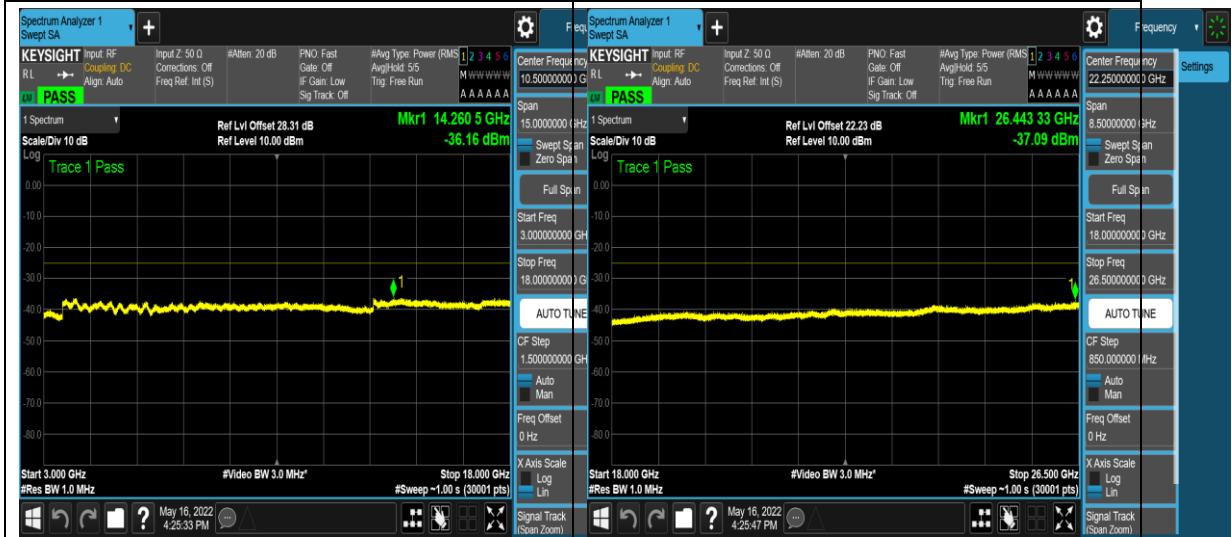 Spectrum Analyzer 1
Swept SA
KEYSIGHT
RL
Input: RF
Coupling: DC
Align: Auto
Input Z: 50 Ω
Corrections: Off
Freq Ref: Int (S)
#Atten: 20 dB
PNO: Fast
Gate: Off
IF Gain: Low
Sig Track: Off
#Avg Type: Power (RMS
Avg|Hold: 5/5
Trig: Free Run
1 2 3 4 5 6
M W W W W W
A A A A A A
PASS
1 Spectrum
Scale/Div 10 dB
Ref Lvl Offset 28.31 dB
Ref Level 10.00 dBm
Mkr1 14.260 5 GHz
-36.16 dBm
Log
Trace 1 Pass
0.00
-10.0
-20.0
-30.0
-40.0
-50.0
-60.0
-70.0
-80.0
1
Start 3.000 GHz
#Res BW 1.0 MHz
#Video BW 3.0 MHz*
Stop 18.000 GHz
#Sweep ~1.00 s (30001 pts)
May 16, 2022
4:25:33 PM
Frequ
Center Frequency
10.50000000 G
Span
15.0000000 GHz
Swept Span
Zero Span
Full Span
Start Freq
3.000000000 GH
Stop Freq
18.00000000 G
AUTO TUNE
CF Step
1.500000000 GH
Auto
Man
Freq Offset
0 Hz
X Axis Scale
Log
Lin
Signal Track
(Span Zoom)
Spectrum Analyzer 1
Swept SA
KEYSIGHT
RL
Input: RF
Coupling: DC
Align: Auto
Input Z: 50 Ω
Corrections: Off
Freq Ref: Int (S)
#Atten: 20 dB
PNO: Fast
Gate: Off
IF Gain: Low
Sig Track: Off
#Avg Type: Power (RMS
Avg|Hold: 5/5
Trig: Free Run
1 2 3 4 5 6
M W W W W W
A A A A A A
PASS
1 Spectrum
Scale/Div 10 dB
Ref Lvl Offset 22.23 dB
Ref Level 10.00 dBm
Mkr1 26.443 33 GHz
-37.09 dBm
Log
Trace 1 Pass
0.00
-10.0
-20.0
-30.0
-40.0
-50.0
-60.0
-70.0
-80.0
1
Start 18.000 GHz
#Res BW 1.0 MHz
#Video BW 3.0 MHz*
Stop 26.500 GHz
#Sweep ~1.00 s (30001 pts)
May 16, 2022
4:25:47 PM
Frequency
Settings
Center Frequency
22.250000000 GHz
Span
8.50000000 GHz
Swept Span
Zero Span
Full Span
Start Freq
18.000000000 GHz
Stop Freq
26.500000000 GHz
AUTO TUNE
CF Step
850.000000 MHz
Auto
Man
Freq Offset
0 Hz
X Axis Scale
Log
Lin
Signal Track
(Span Zoom)